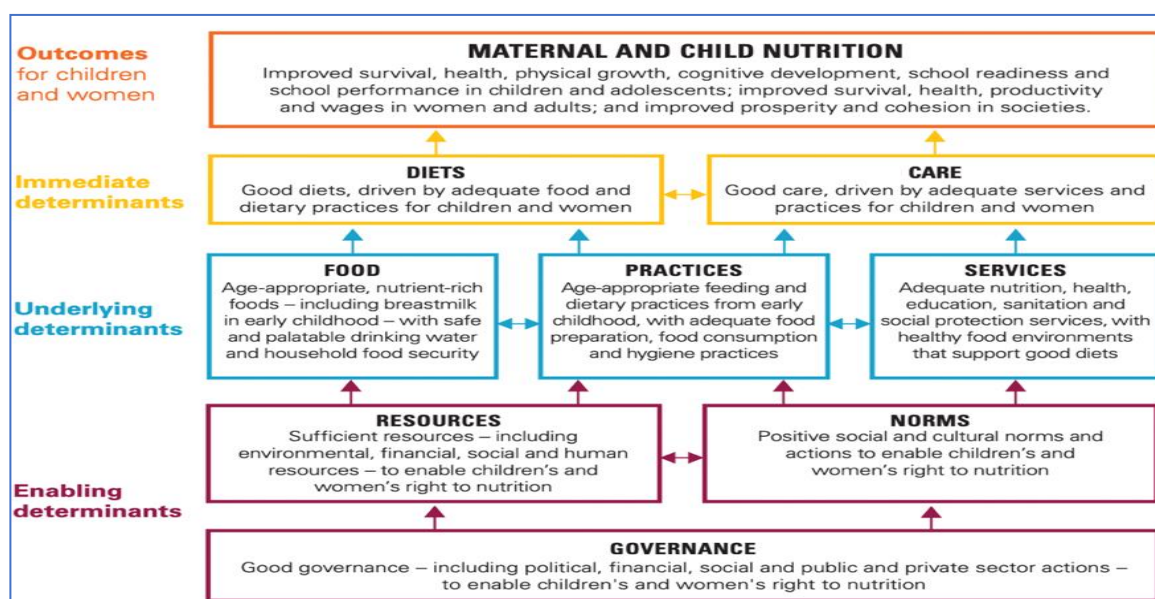 Outcomes
for children
and women
MATERNAL AND CHILD NUTRITION
Improved survival, health, physical growth, cognitive development, school readiness and
school performance in children and adolescents; improved survival, health, productivity
and wages in women and adults; and improved prosperity and cohesion in societies.
Immediate
determinants
DIETS
Good diets, driven by adequate food and
dietary practices for children and women
CARE
Good care, driven by adequate services and
practices for children and women
Underlying
determinants
FOOD
Age-appropriate, nutrient-rich
foods – including breastmilk
in early childhood – with safe
and palatable drinking water
and household food security
PRACTICES
Age-appropriate feeding and
dietary practices from early
childhood, with adequate food
preparation, food consumption
and hygiene practices
SERVICES
Adequate nutrition, health,
education, sanitation and
social protection services, with
healthy food environments
that support good diets
Enabling
determinants
RESOURCES
Sufficient resources – including
environmental, financial, social and human
resources – to enable children's and
women's right to nutrition
NORMS
Positive social and cultural norms and
actions to enable children's and
women's right to nutrition
GOVERNANCE
Good governance – including political, financial, social and public and private sector actions –
to enable children's and women's right to nutrition